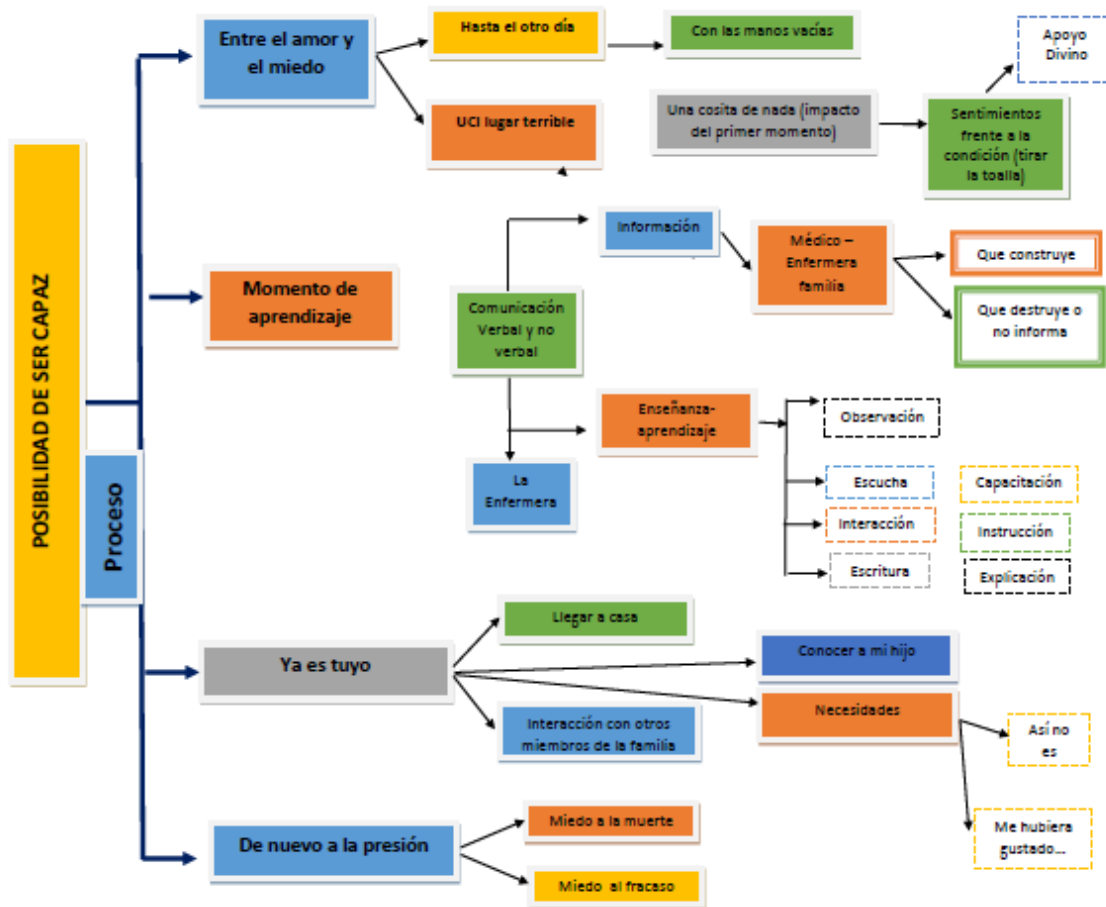 POSIBILIDAD DE SER CAPAZ
Proceso
Entre el amor y
el miedo
Hasta el otro día
Con las manos vacías
UCI lugar terrible
Una cosita de nada (impacto
del primer momento)
Sentimientos
frente a la
condición (tirar
la toalla)
Apoyo
Divino
Momento de
aprendizaje
Comunicación
Verbal y no
verbal
Información
Médico –
Enfermera
familia
Que construye
Que destruye o
no informa
Enseñanza-
aprendizaje
La
Enfermera
Observación
Escucha
Capacitación
Interacción
Instrucción
Escritura
Explicación
Ya es tuyo
Llegar a casa
Interacción con otros
miembros de la familia
Conocer a mi hijo
Necesidades
Así no
es
Me hubiera
gustado...
De nuevo a la presión
Miedo a la muerte
Miedo al fracaso